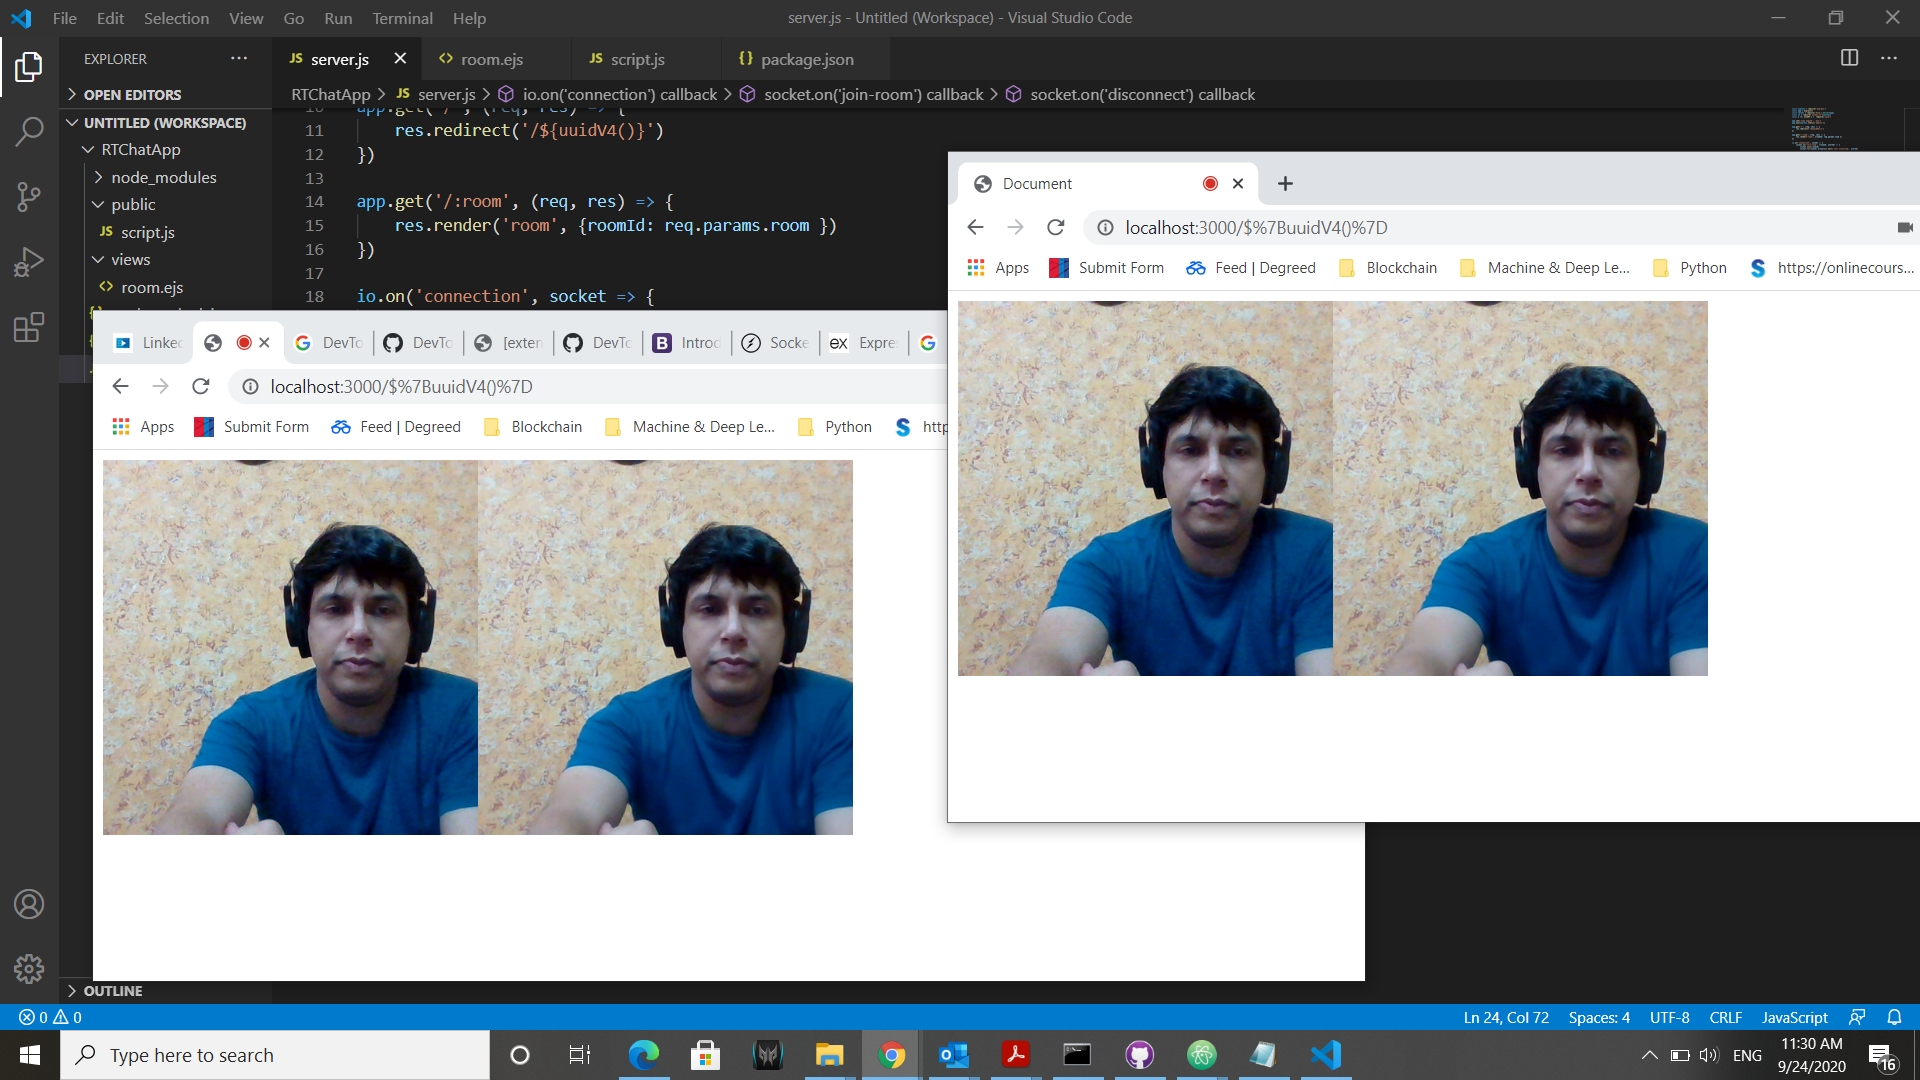 File Edit Selection View Go Run Terminal Help
server.js - Untitled (Workspace) - Visual Studio Code
EXPLORER
JS server.js
<> room.ejs
JS script.js
{} package.json
OPEN EDITORS
RTChatApp > JS server.js > io.on('connection') callback > socket.on('join-room') callback > socket.on('disconnect') callback
UNTITLED (WORKSPACE)
RTChatApp
node_modules
public
JS script.js
views
<> room.ejs
11 res.redirect('/${uuidV4()}')
12 })
13
14 app.get('/:room', (req, res) => {
15 res.render('room', {roomId: req.params.room })
16 })
17
18 io.on('connection', socket => {
Document
localhost:3000/$%7BuuidV4()%7D
Apps Submit Form Feed | Degreed Blockchain Machine & Deep Le... Python S https://onlinecours...
Linked DevTo DevTo [exten DevTo B Introd Socke ex Expre
localhost:3000/$%7BuuidV4()%7D
Apps Submit Form Feed | Degreed Blockchain Machine & Deep Le... Python S http
OUTLINE
0 0
Ln 24, Col 72 Spaces: 4 UTF-8 CRLF JavaScript
Type here to search
ENG
11:30 AM
9/24/2020
16